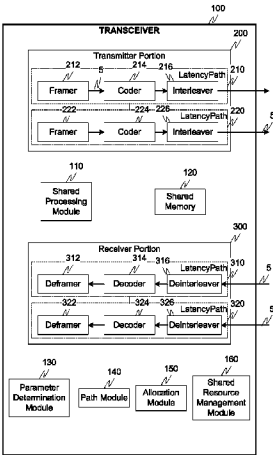 100
TRANSCEIVER
200
Transmitter Portion
212 214 LatencyPath
5 216 210
Framer Coder Interleaver
222 224 226 LatencyPath
220 5
Framer Coder Interleaver
110 120
Shared Processing Module
Shared Memory
300
Receiver Portion
312 314 LatencyPath
316 310 5
Deframer Decoder Deinterleaver
322 324 326 LatencyPath
320 5
Deframer Decoder Deinterleaver
130 140 150 160
Parameter Determination Module
Path Module
Allocation Module
Shared Resource Management Module